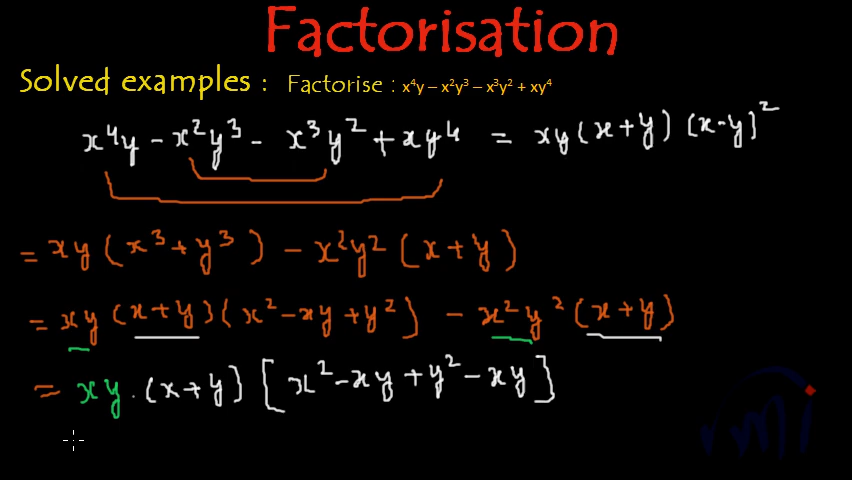 Factorisation
Solved examples : Factorise : x⁴y – x²y³ – x³y² + xy⁴
x⁴y - x²y³ - x³y² + xy⁴ = xy(x+y)(x-y)²
= xy(x³+y³) - x²y²(x+y)
= xy(x+y)(x²-xy+y²) - x²y²(x+y)
= xy.(x+y)[x²-xy+y²-xy]
vmi